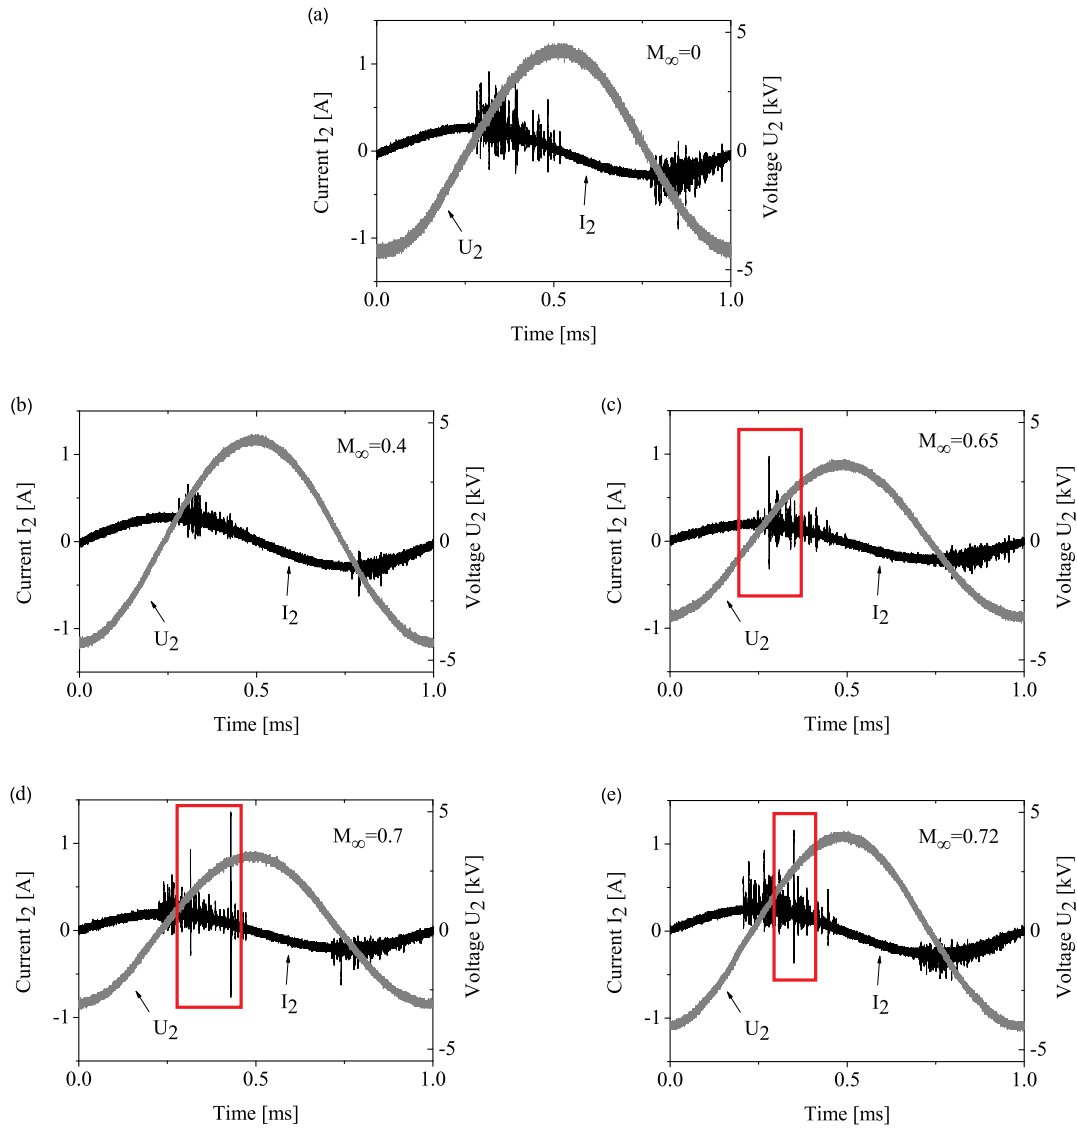 (a)
M∞=0
Current I2 [A]
1
0
-1
5
0
-5
Voltage U2 [kV]
U2
I2
0.0 0.5 1.0
Time [ms]
(b)
M∞=0.4
Current I2 [A]
1
0
-1
5
0
-5
Voltage U2 [kV]
U2
I2
0.0 0.5 1.0
Time [ms]
(c)
M∞=0.65
Current I2 [A]
1
0
-1
5
0
-5
Voltage U2 [kV]
U2
I2
0.0 0.5 1.0
Time [ms]
(d)
M∞=0.7
Current I2 [A]
1
0
-1
5
0
-5
Voltage U2 [kV]
U2
I2
0.0 0.5 1.0
Time [ms]
(e)
M∞=0.72
Current I2 [A]
1
0
-1
5
0
-5
Voltage U2 [kV]
U2
I2
0.0 0.5 1.0
Time [ms]